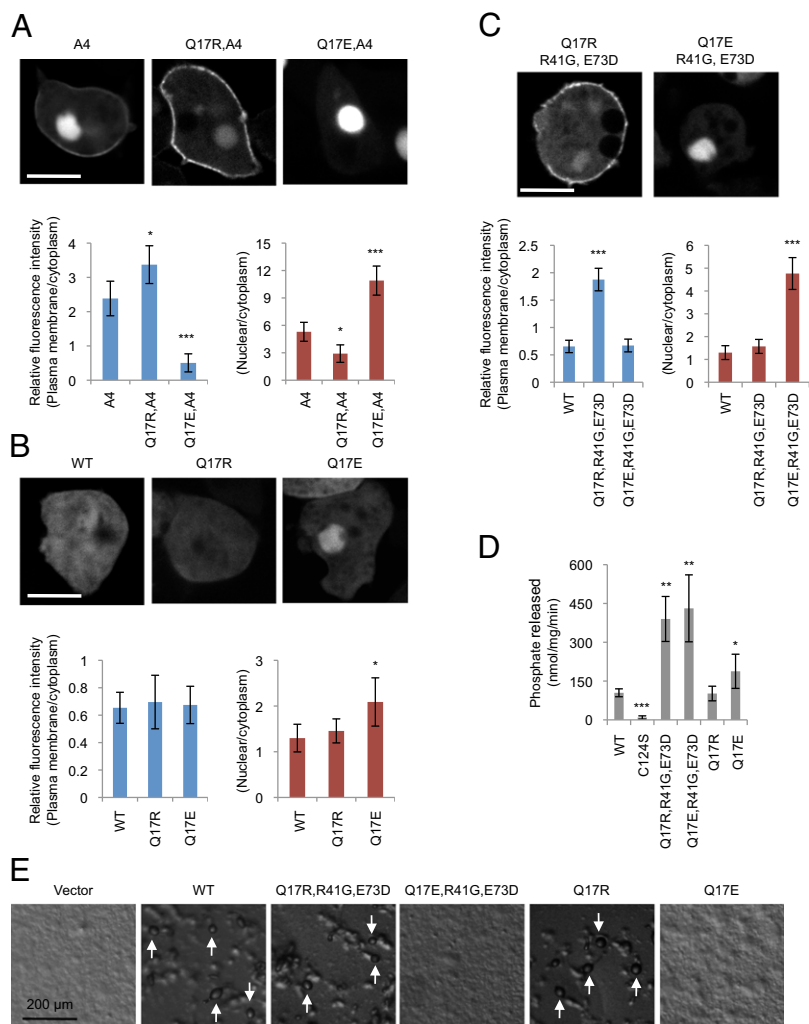 A
A4
Q17R,A4
Q17E,A4
Relative fluorescence intensity
(Plasma membrane/cytoplasm)
4
3
2
1
0
*
***
A4
Q17R,A4
Q17E,A4
(Nuclear/cytoplasm)
15
12
9
6
3
0
*
***
A4
Q17R,A4
Q17E,A4
B
WT
Q17R
Q17E
Relative fluorescence intensity
(Plasma membrane/cytoplasm)
1
0.8
0.6
0.4
0.2
0
WT
Q17R
Q17E
(Nuclear/cytoplasm)
3
2
1
0
*
WT
Q17R
Q17E
C
Q17R
R41G, E73D
Q17E
R41G, E73D
Relative fluorescence intensity
(Plasma membrane/cytoplasm)
2.5
2
1.5
1
0.5
0
***
WT
Q17R,R41G,E73D
Q17E,R41G,E73D
(Nuclear/cytoplasm)
6
5
4
3
2
1
0
***
WT
Q17R,R41G,E73D
Q17E,R41G,E73D
D
Phosphate released
(nmol/mg/min)
600
450
300
150
0
***
**
**
*
WT
C124S
Q17R,R41G,E73D
Q17E,R41G,E73D
Q17R
Q17E
E
Vector
WT
Q17R,R41G,E73D
Q17E,R41G,E73D
Q17R
Q17E
200 µm